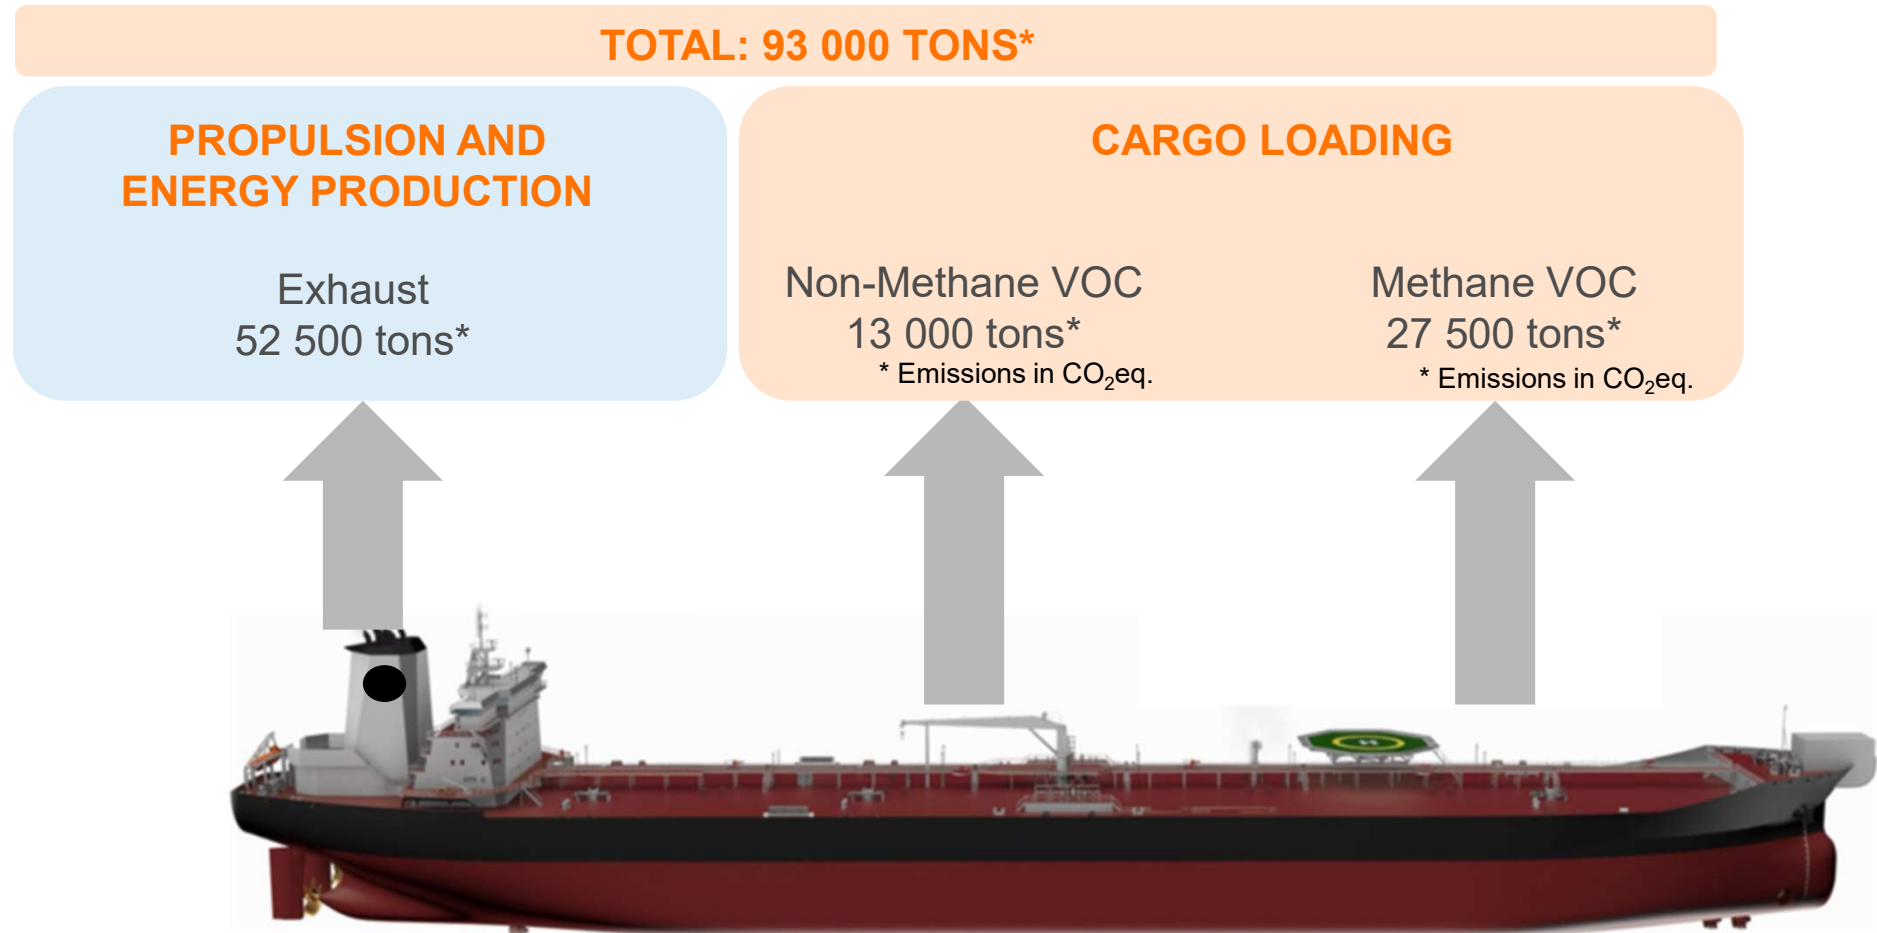 TOTAL: 93 000 TONS*
PROPULSION AND
ENERGY PRODUCTION
Exhaust
52 500 tons*
CARGO LOADING
Non-Methane VOC
13 000 tons*
* Emissions in CO₂eq.
Methane VOC
27 500 tons*
* Emissions in CO₂eq.
H